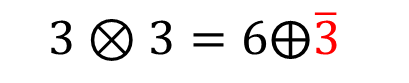 3 ⊗ 3 = 6⊕3̅